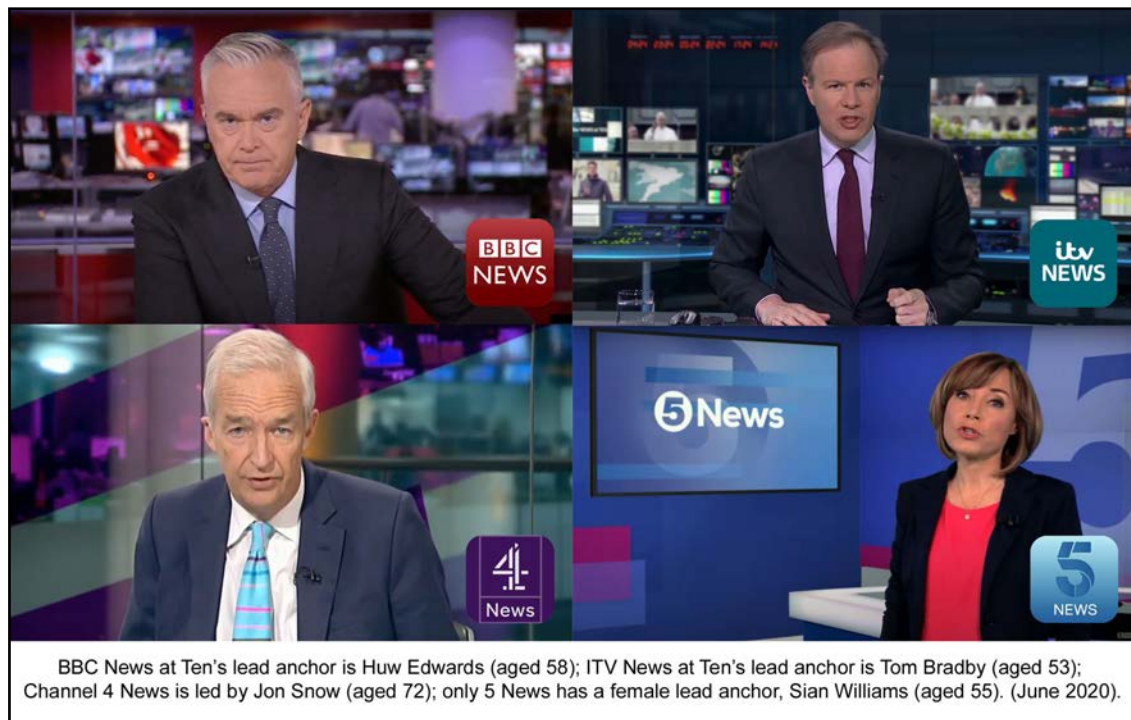 BBC
NEWS
itv
NEWS
5 News
4
News
5
NEWS
BBC News at Ten’s lead anchor is Huw Edwards (aged 58); ITV News at Ten’s lead anchor is Tom Bradby (aged 53);
Channel 4 News is led by Jon Snow (aged 72); only 5 News has a female lead anchor, Sian Williams (aged 55). (June 2020).